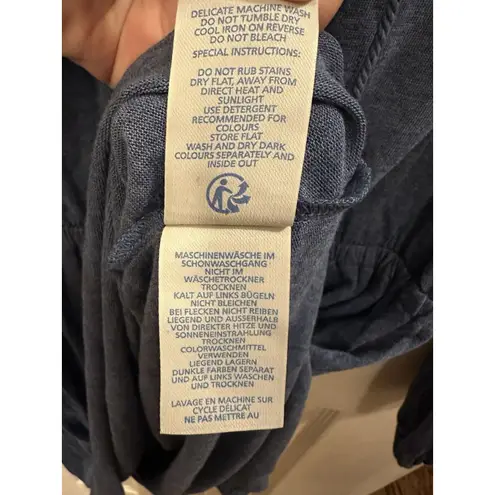 DELICATE MACHINE WASH
DO NOT TUMBLE DRY
COOL IRON ON REVERSE
DO NOT BLEACH
SPECIAL INSTRUCTIONS:
DO NOT RUB STAINS
DRY FLAT, AWAY FROM
DIRECT HEAT AND
SUNLIGHT
USE DETERGENT
RECOMMENDED FOR
COLOURS
STORE FLAT
WASH AND DRY DARK
COLOURS SEPARATELY AND
INSIDE OUT
MASCHINENWÄSCHE IM
SCHONWASCHGANG
NICHT IM
WÄSCHETROCKNER
TROCKNEN
KALT AUF LINKS BÜGELN
NICHT BLEICHEN
BEI FLECKEN NICHT REIBEN
LIEGEND UND AUSSERHALB
VON DIREKTER HITZE UND
SONNENEINSTRAHLUNG
TROCKNEN
COLORWASCHMITTEL
VERWENDEN
LIEGEND LAGERN
DUNKLE FARBEN SEPARAT
UND AUF LINKS WASCHEN
UND TROCKNEN
LAVAGE EN MACHINE SUR
CYCLE DÉLICAT
NE PAS METTRE AU